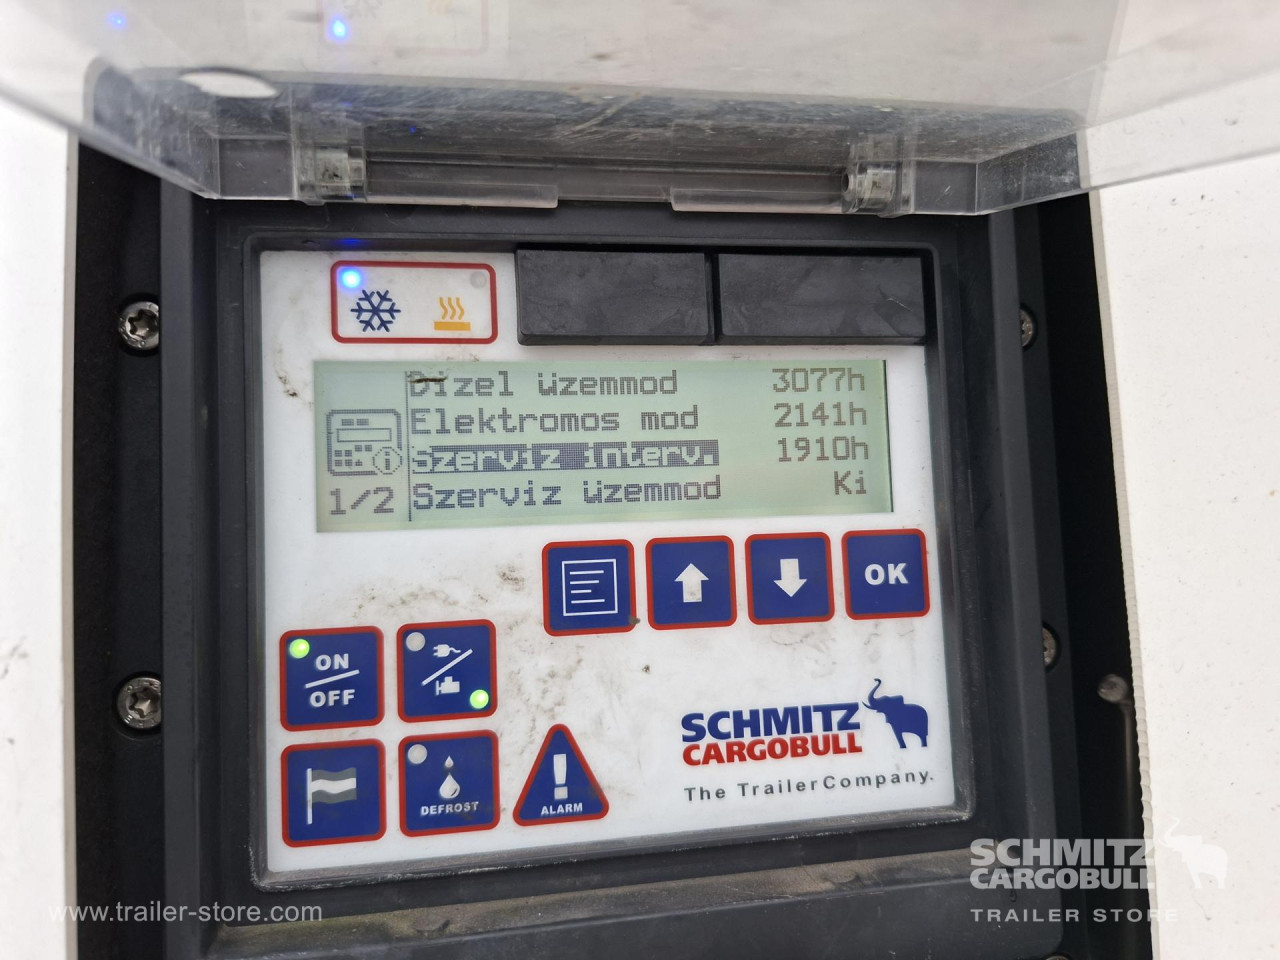 Dízel üzemmod 3077h
Elektromos mod 2141h
Szerviz interv. 1910h
1/2 Szerviz üzemmod Ki
OK
ON
OFF
DEFROST
ALARM
SCHMITZ
CARGOBULL
The TrailerCompany.
SCHMITZ
CARGOBULL
TRAILER STORE
www.trailer-store.com